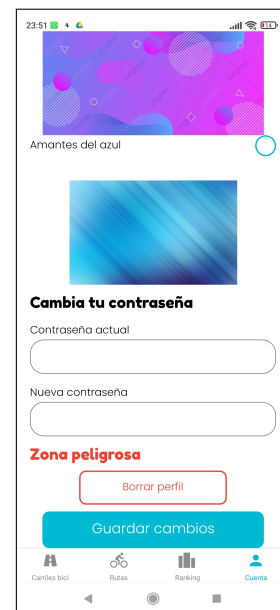 23:51
14
Amantes del azul
Cambia tu contraseña
Contraseña actual
Nueva contraseña
Zona peligrosa
Borrar perfil
Guardar cambios
Carriles bici
Rutas
Ranking
Cuenta